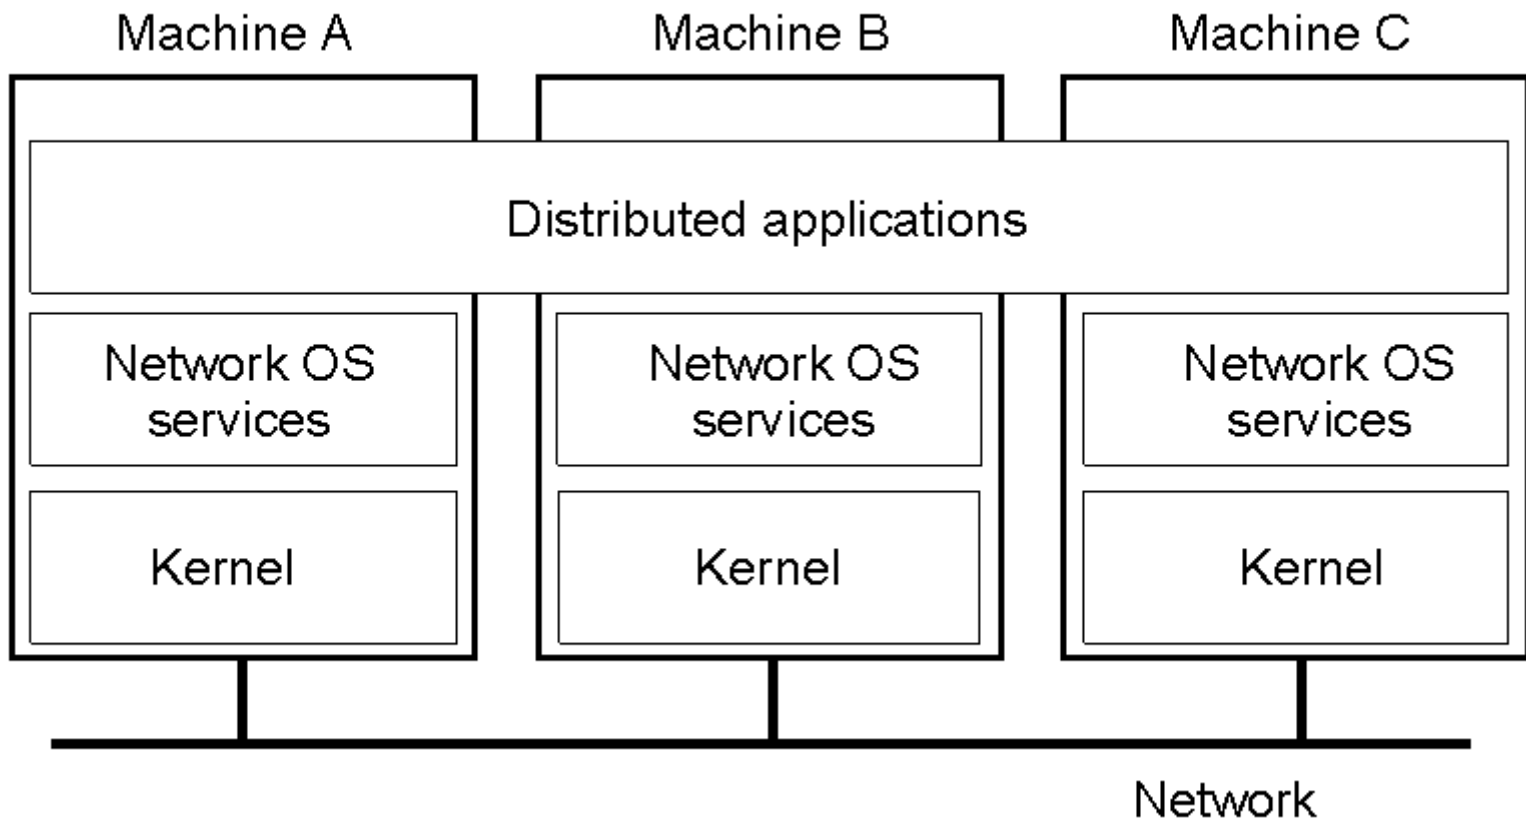 Machine A
Machine B
Machine C
Distributed applications
Network OS
services
Network OS
services
Network OS
services
Kernel
Kernel
Kernel
Network